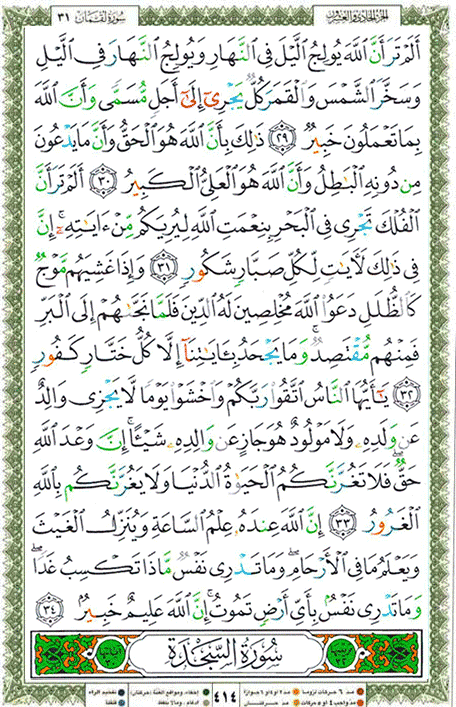 سُورَةُ لُقْمَان ٣١
الجزء الحادي والعشرون
أَلَمْ تَرَ أَنَّ ٱللَّهَ يُولِجُ ٱلَّيْلَ فِى ٱلنَّهَارِ وَيُولِجُ ٱلنَّهَارَ فِى ٱلَّيْلِ
وَسَخَّرَ ٱلشَّمْسَ وَٱلْقَمَرَ كُلٌّ يَجْرِىٓ إِلَىٰٓ أَجَلٍ مُّسَمًّى وَأَنَّ ٱللَّهَ
بِمَا تَعْمَلُونَ خَبِيرٌ ٢٩ ذَٰلِكَ بِأَنَّ ٱللَّهَ هُوَ ٱلْحَقُّ وَأَنَّ مَا يَدْعُونَ
مِن دُونِهِ ٱلْبَٰطِلُ وَأَنَّ ٱللَّهَ هُوَ ٱلْعَلِىُّ ٱلْكَبِيرُ ٣٠ أَلَمْ تَرَ أَنَّ
ٱلْفُلْكَ تَجْرِى فِى ٱلْبَحْرِ بِنِعْمَتِ ٱللَّهِ لِيُرِيَكُم مِّنْ ءَايَٰتِهِۦٓ ۚ إِنَّ
فِى ذَٰلِكَ لَءَايَٰتٍ لِّكُلِّ صَبَّارٍ شَكُورٍ ٣١ وَإِذَا غَشِيَهُم مَّوْجٌ
كَٱلظُّلَلِ دَعَوُا۟ ٱللَّهَ مُخْلِصِينَ لَهُ ٱلدِّينَ فَلَمَّا نَجَّىٰهُمْ إِلَى ٱلْبَرِّ
فَمِنْهُم مُّقْتَصِدٌ ۚ وَمَا يَجْحَدُ بِـَٔايَٰتِنَآ إِلَّا كُلُّ خَتَّارٍ كَفُورٍ
٣٢ يَٰٓأَيُّهَا ٱلنَّاسُ ٱتَّقُوا۟ رَبَّكُمْ وَٱخْشَوْا۟ يَوْمًا لَّا يَجْزِى وَالِدٌ
عَن وَلَدِهِۦ وَلَا مَوْلُودٌ هُوَ جَازٍ عَن وَالِدِهِۦ شَيْـًٔا ۚ إِنَّ وَعْدَ ٱللَّهِ
حَقٌّ ۖ فَلَا تَغُرَّنَّكُمُ ٱلْحَيَوٰةُ ٱلدُّنْيَا وَلَا يَغُرَّنَّكُم بِٱللَّهِ
ٱلْغَرُورُ ٣٣ إِنَّ ٱللَّهَ عِندَهُۥ عِلْمُ ٱلسَّاعَةِ وَيُنَزِّلُ ٱلْغَيْثَ
وَيَعْلَمُ مَا فِى ٱلْأَرْحَامِ ۖ وَمَا تَدْرِى نَفْسٌ مَّاذَا تَكْسِبُ غَدًا ۖ
وَمَا تَدْرِى نَفْسٌۢ بِأَىِّ أَرْضٍ تَمُوتُ ۚ إِنَّ ٱللَّهَ عَلِيمٌ خَبِيرٌۢ ٣٤
سُورَةُ السَّجْدَةِ
٤١٤